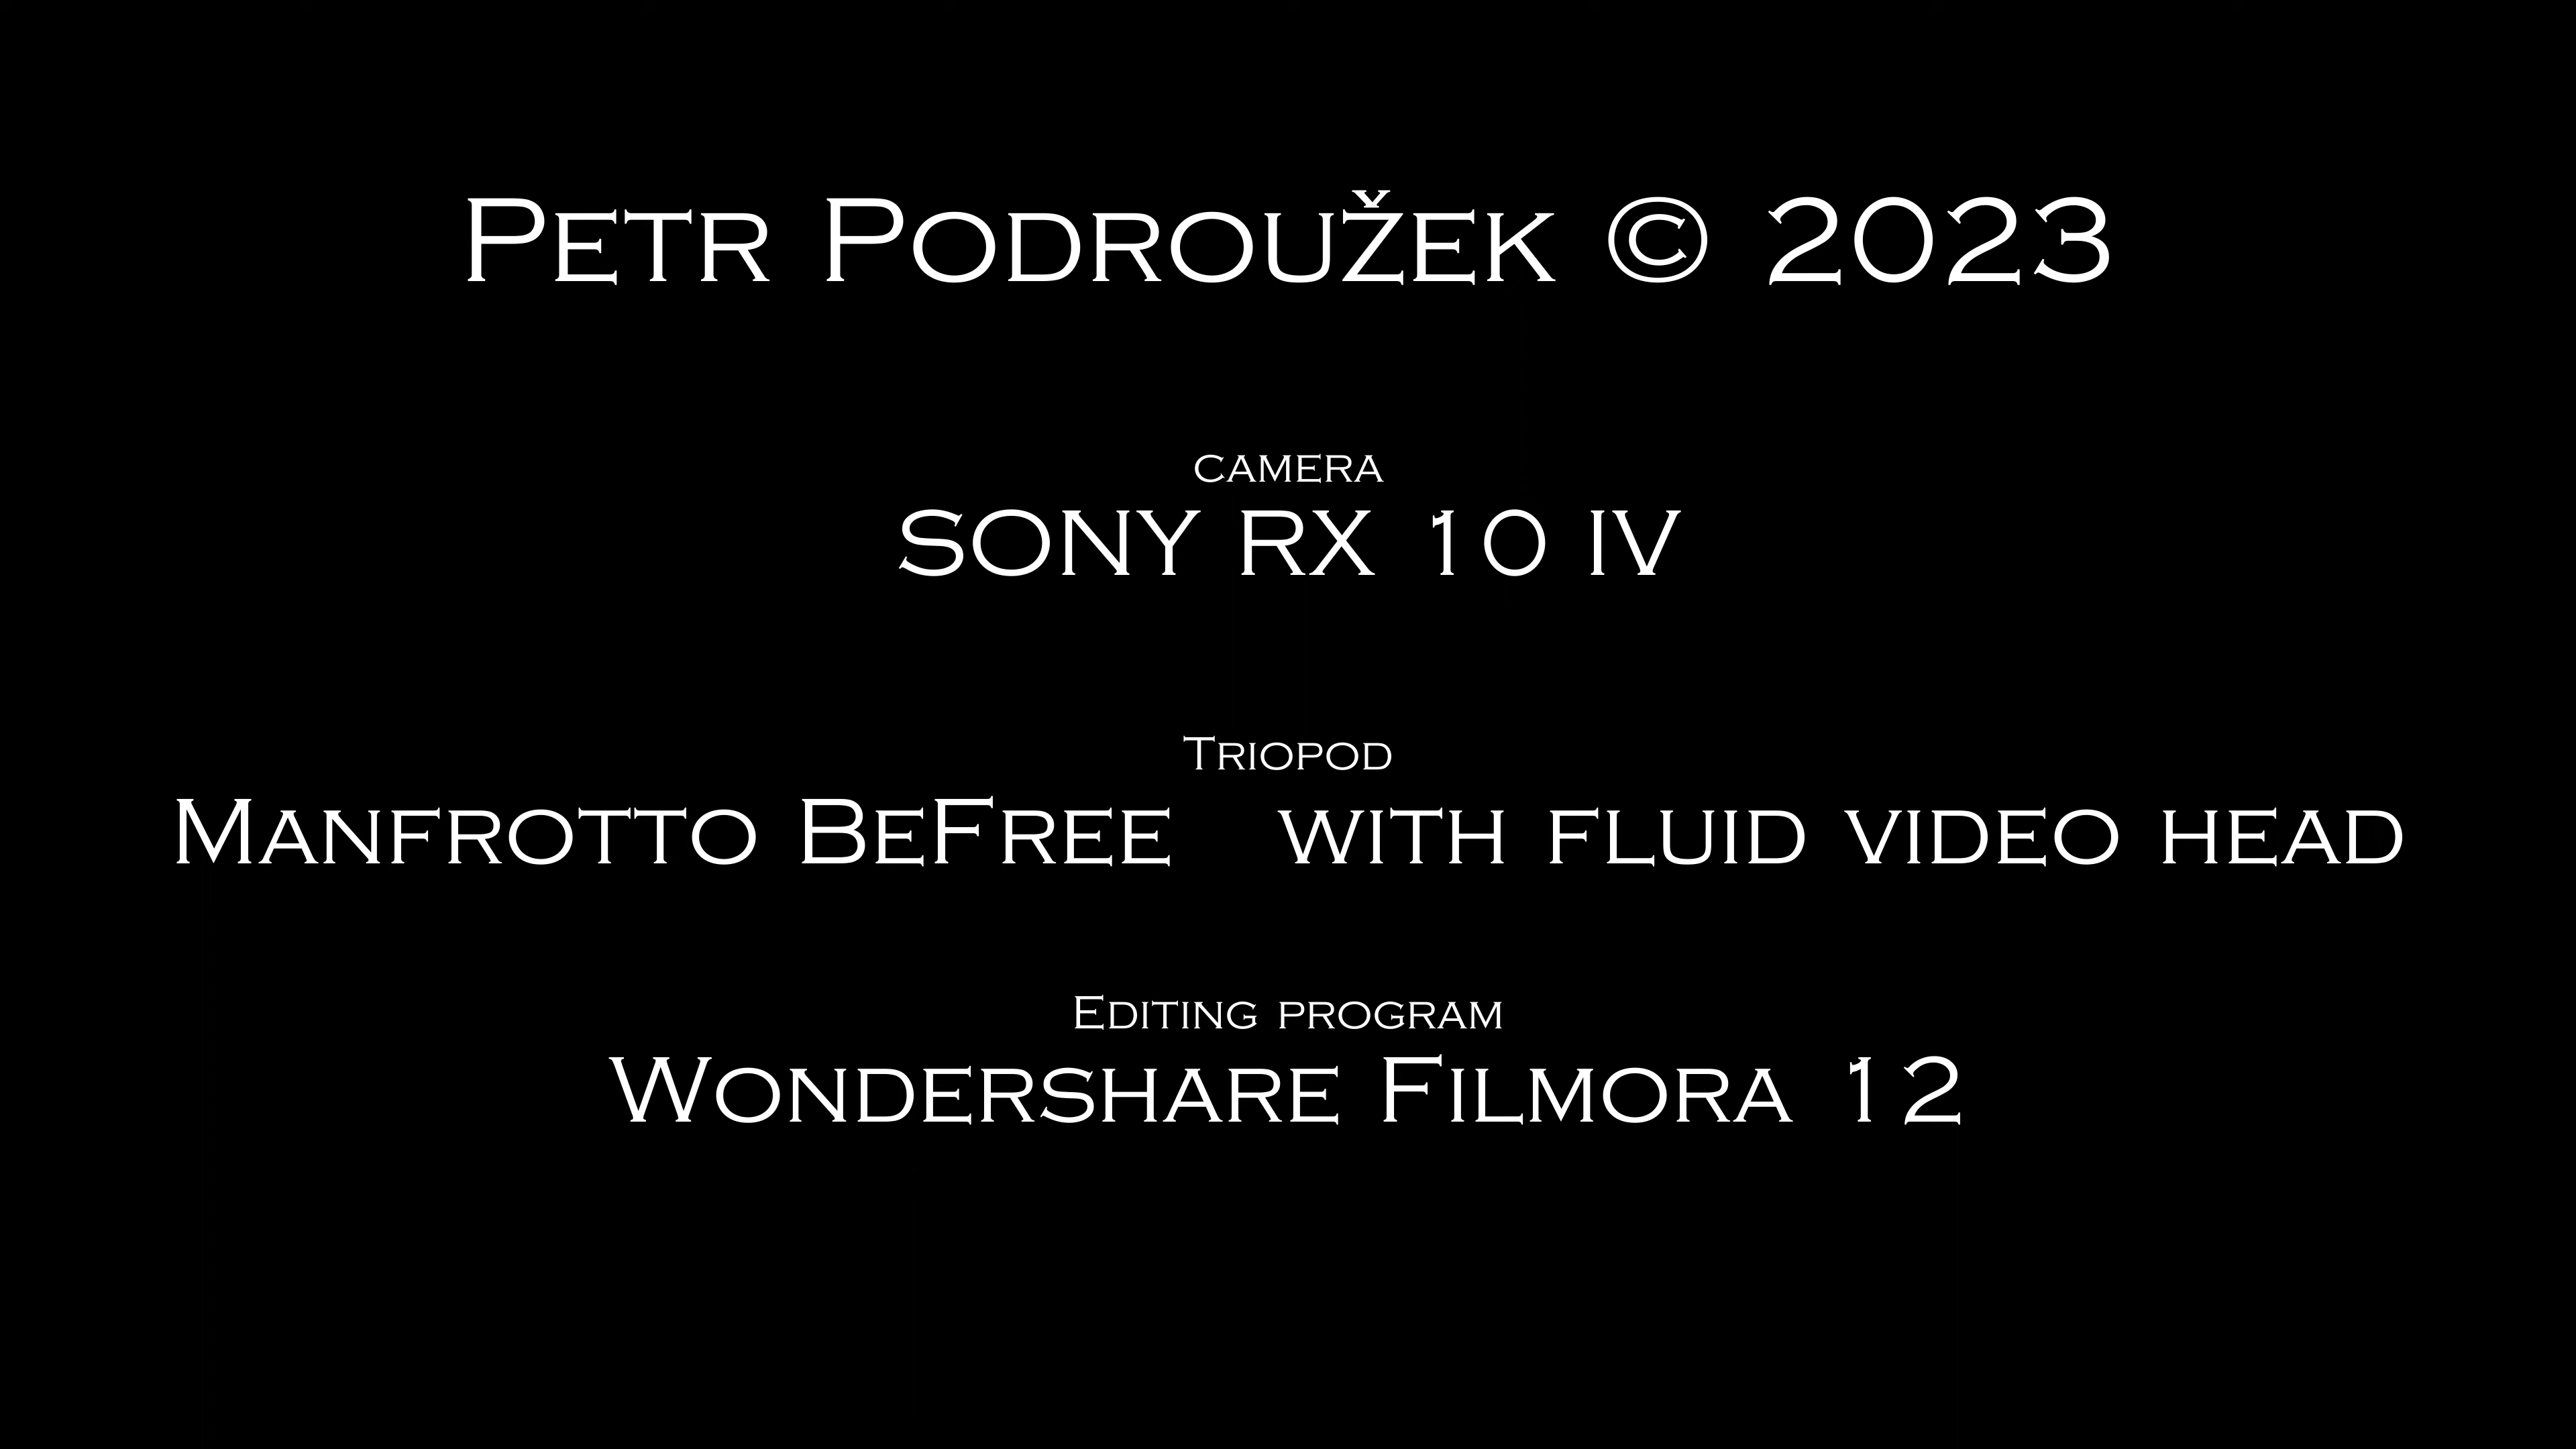 Petr Podroužek © 2023
camera
SONY RX 10 IV
Triopod
Manfrotto BeFree with fluid video head
Editing program
Wondershare Filmora 12